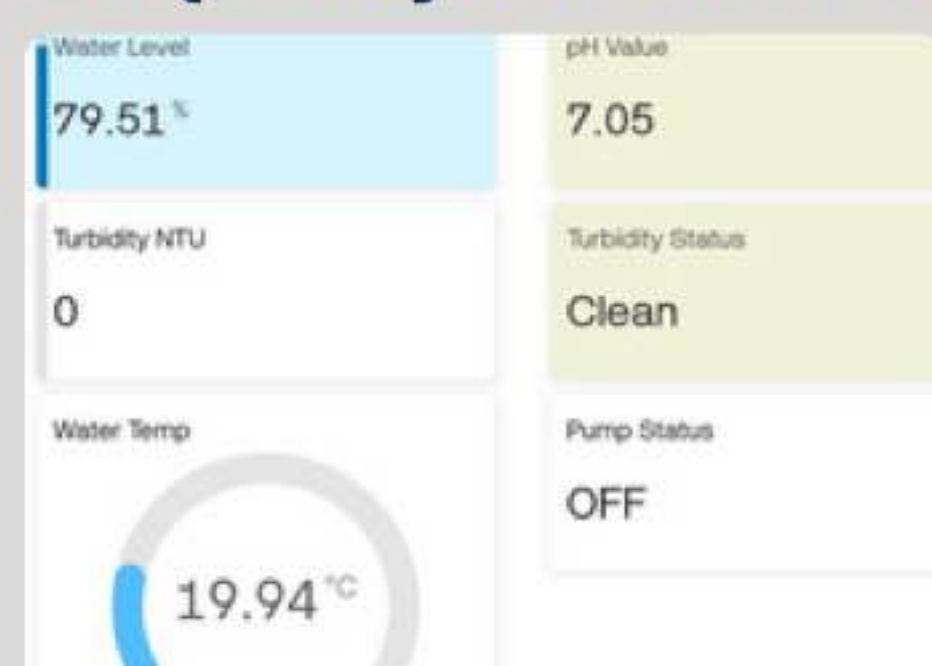 Water Level
79.51 %
pH Value
7.05
Turbidity NTU
0
Turbidity Status
Clean
Water Temp
19.94 °C
Pump Status
OFF